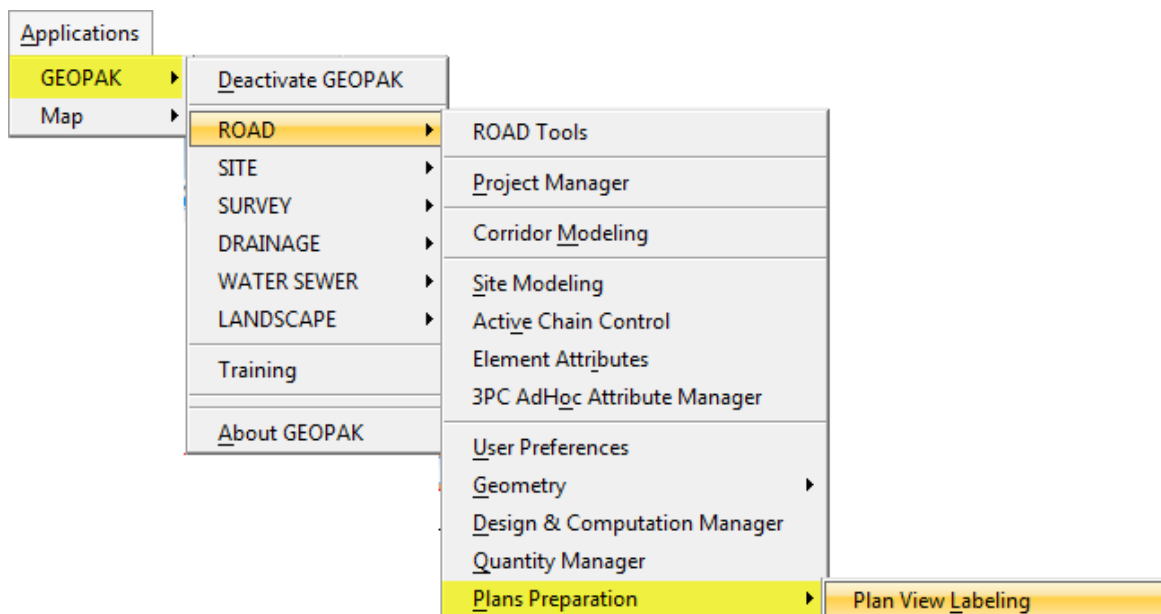 Applications
GEOPAK
Map
Deactivate GEOPAK
ROAD
SITE
SURVEY
DRAINAGE
WATER SEWER
LANDSCAPE
Training
About GEOPAK
ROAD Tools
Project Manager
Corridor Modeling
Site Modeling
Active Chain Control
Element Attributes
3PC AdHoc Attribute Manager
User Preferences
Geometry
Design & Computation Manager
Quantity Manager
Plans Preparation
Plan View Labeling